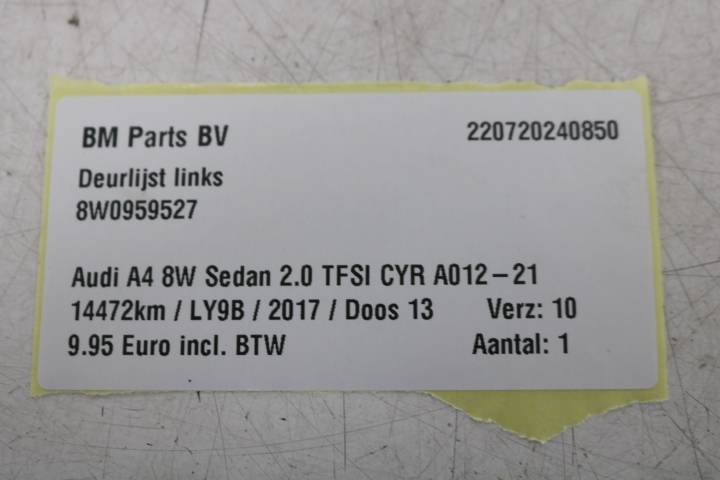 BM Parts BV 220720240850
Deurlijst links
8W0959527
Audi A4 8W Sedan 2.0 TFSI CYR A012-21
14472km / LY9B / 2017 / Doos 13 Verz: 10
9.95 Euro incl. BTW Aantal: 1